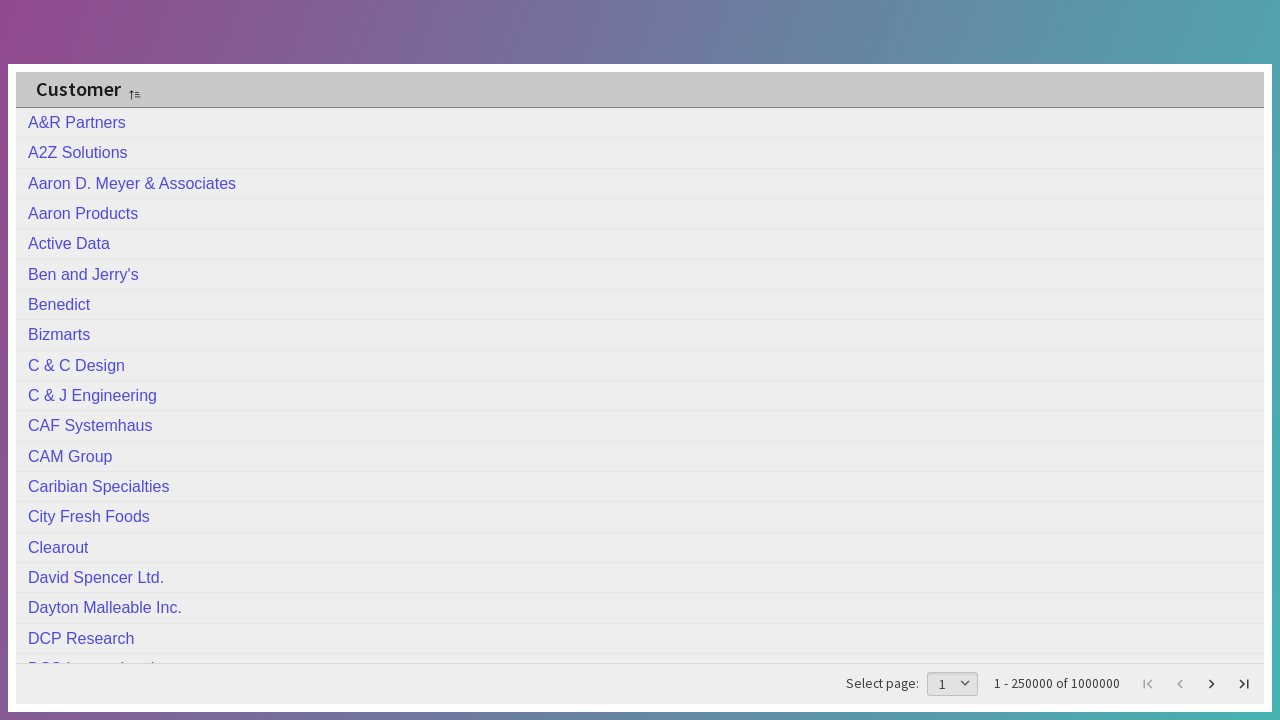 Customer
A&R Partners
A2Z Solutions
Aaron D. Meyer & Associates
Aaron Products
Active Data
Ben and Jerry's
Benedict
Bizmarts
C & C Design
C & J Engineering
CAF Systemhaus
CAM Group
Caribian Specialties
City Fresh Foods
Clearout
David Spencer Ltd.
Dayton Malleable Inc.
DCP Research
Select page: 1 1 - 250000 of 1000000